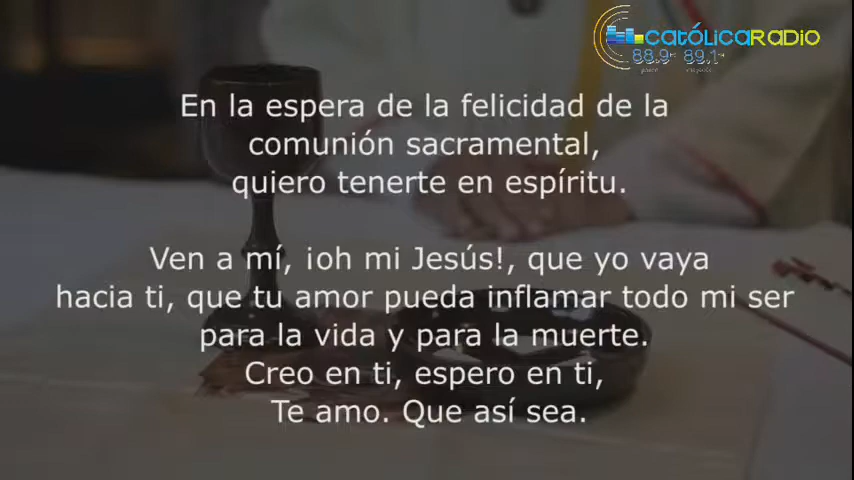 CatólicaRADIO
88.9 89.1
En la espera de la felicidad de la
comunión sacramental,
quiero tenerte en espíritu.
Ven a mí, ¡oh mi Jesús!, que yo vaya
hacia ti, que tu amor pueda inflamar todo mi ser
para la vida y para la muerte.
Creo en ti, espero en ti,
Te amo. Que así sea.